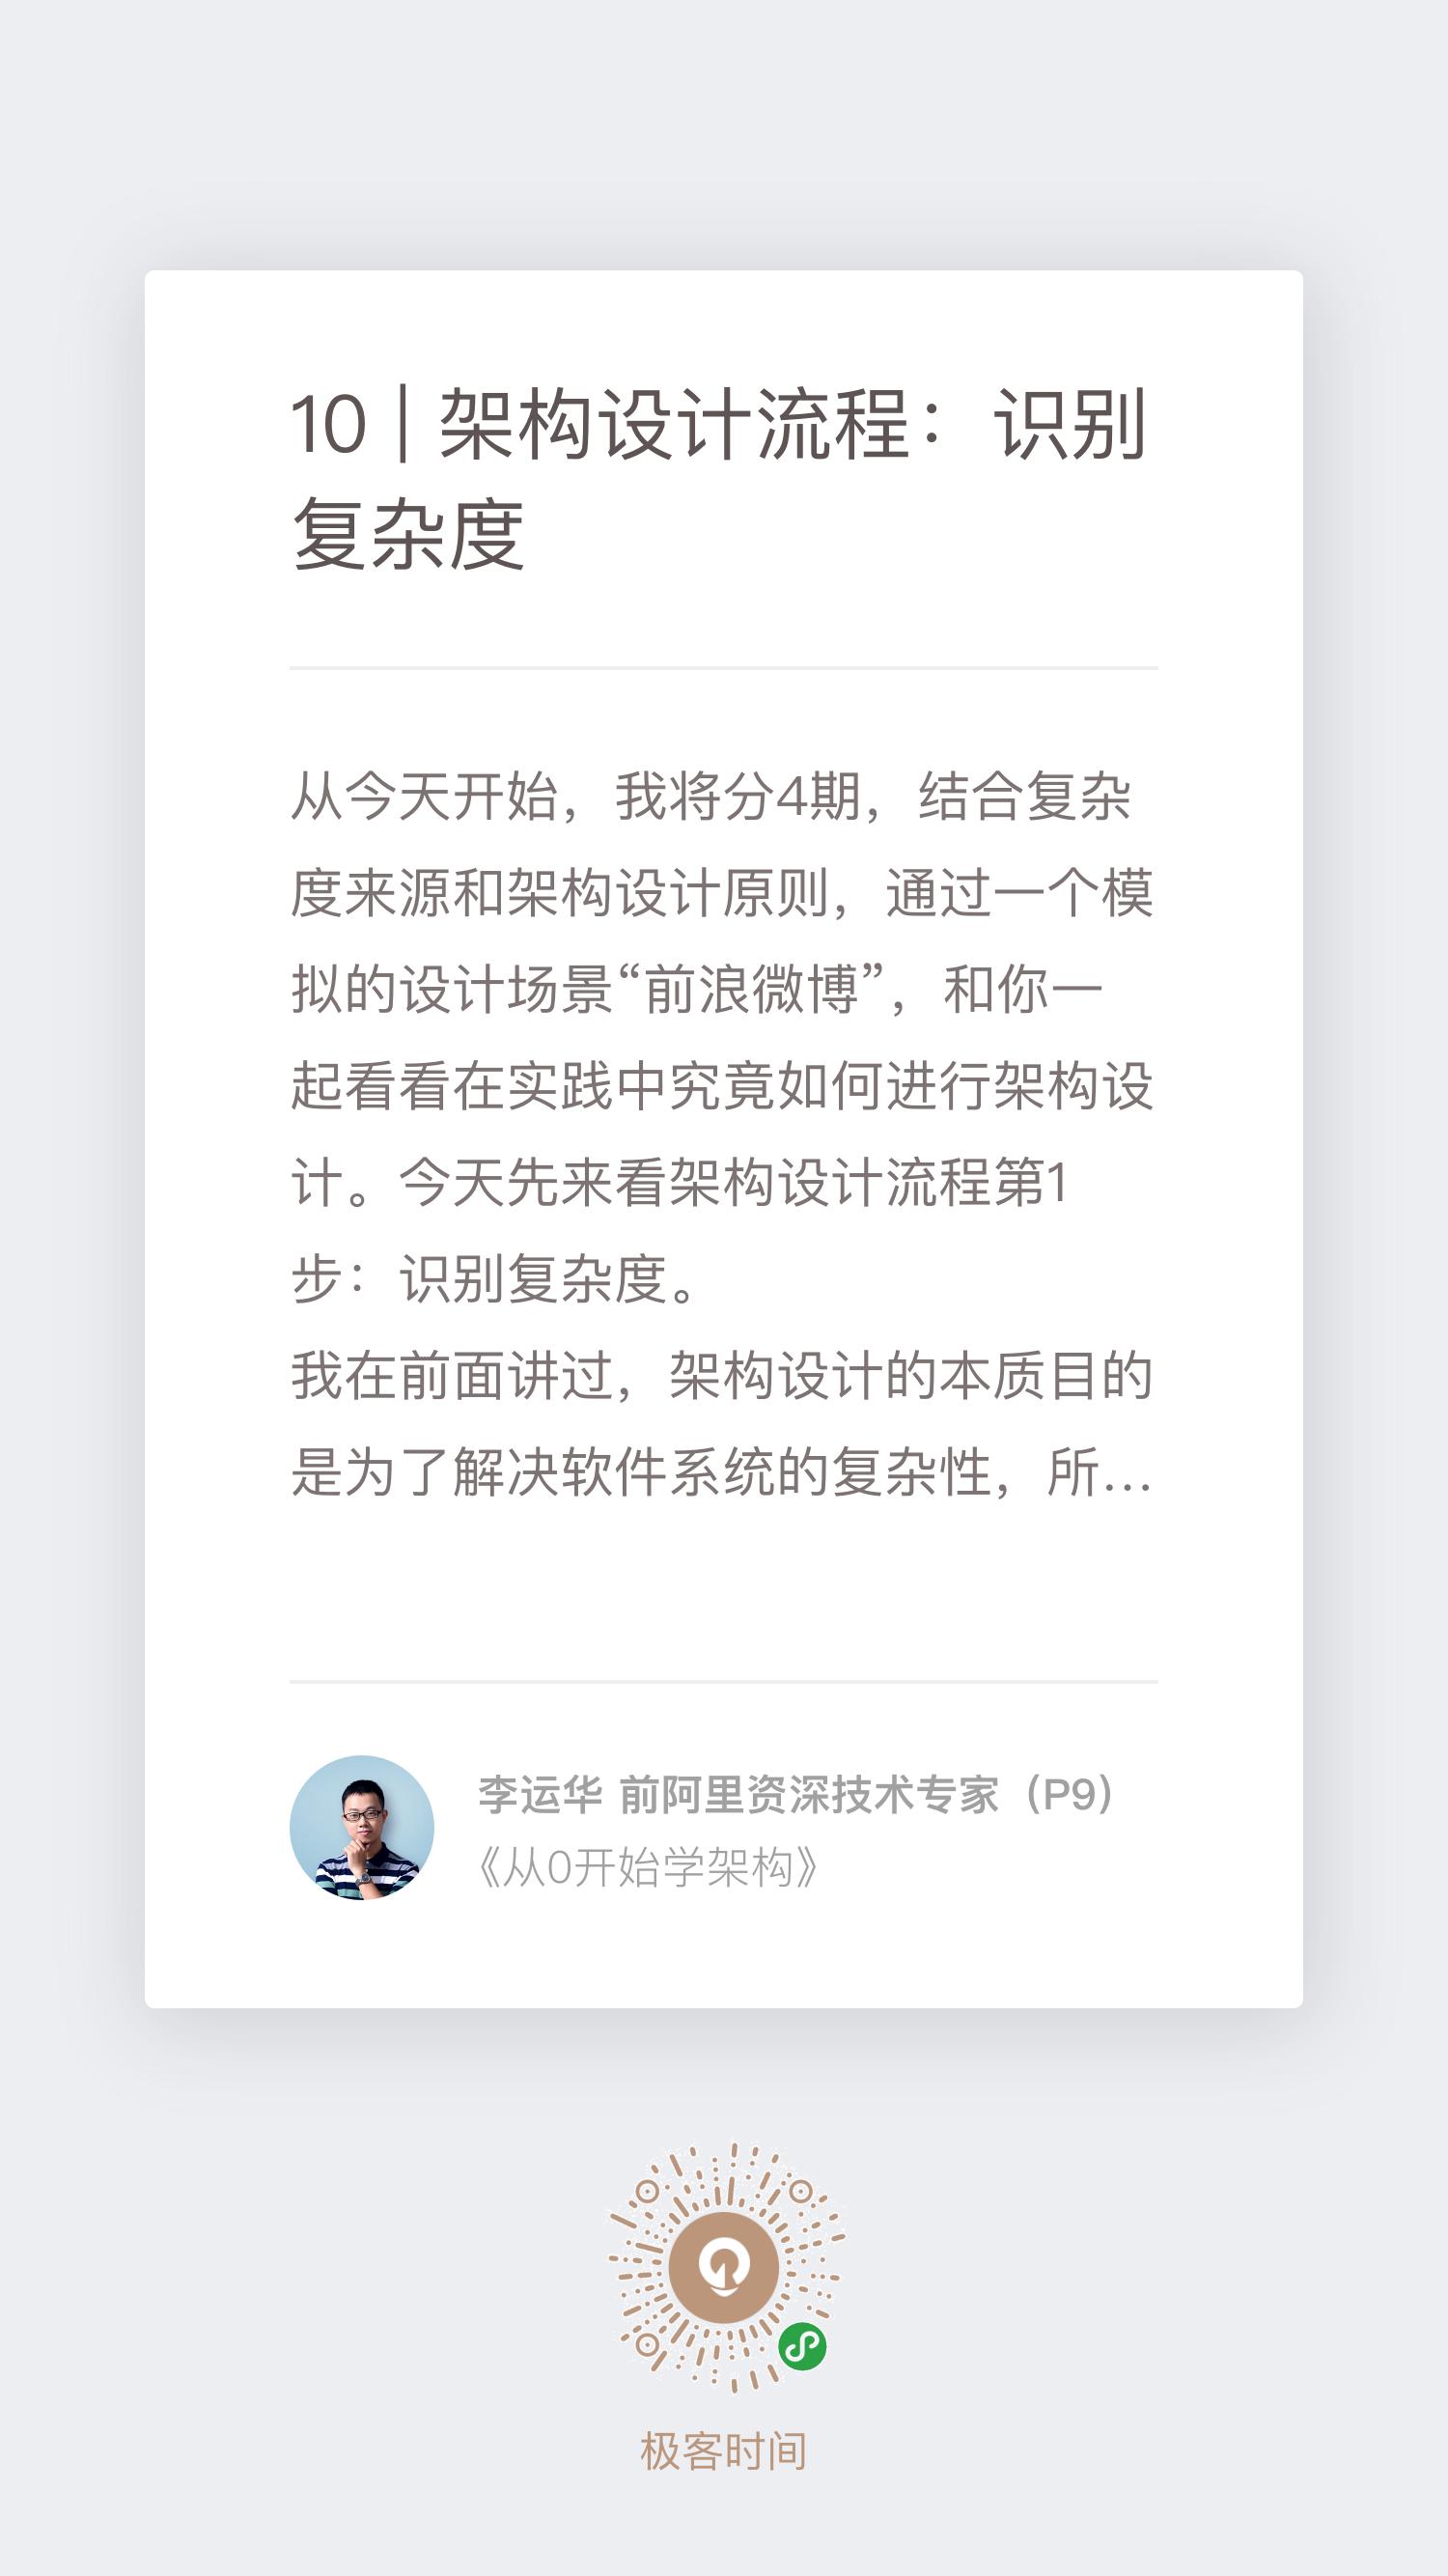 10 | 架构设计流程：识别
复杂度
从今天开始，我将分4期，结合复杂
度来源和架构设计原则，通过一个模
拟的设计场景“前浪微博”，和你一
起看看在实践中究竟如何进行架构设
计。今天先来看架构设计流程第1
步：识别复杂度。
我在前面讲过，架构设计的本质目的
是为了解决软件系统的复杂性，所...
李运华 前阿里资深技术专家（P9）
《从0开始学架构》
极客时间